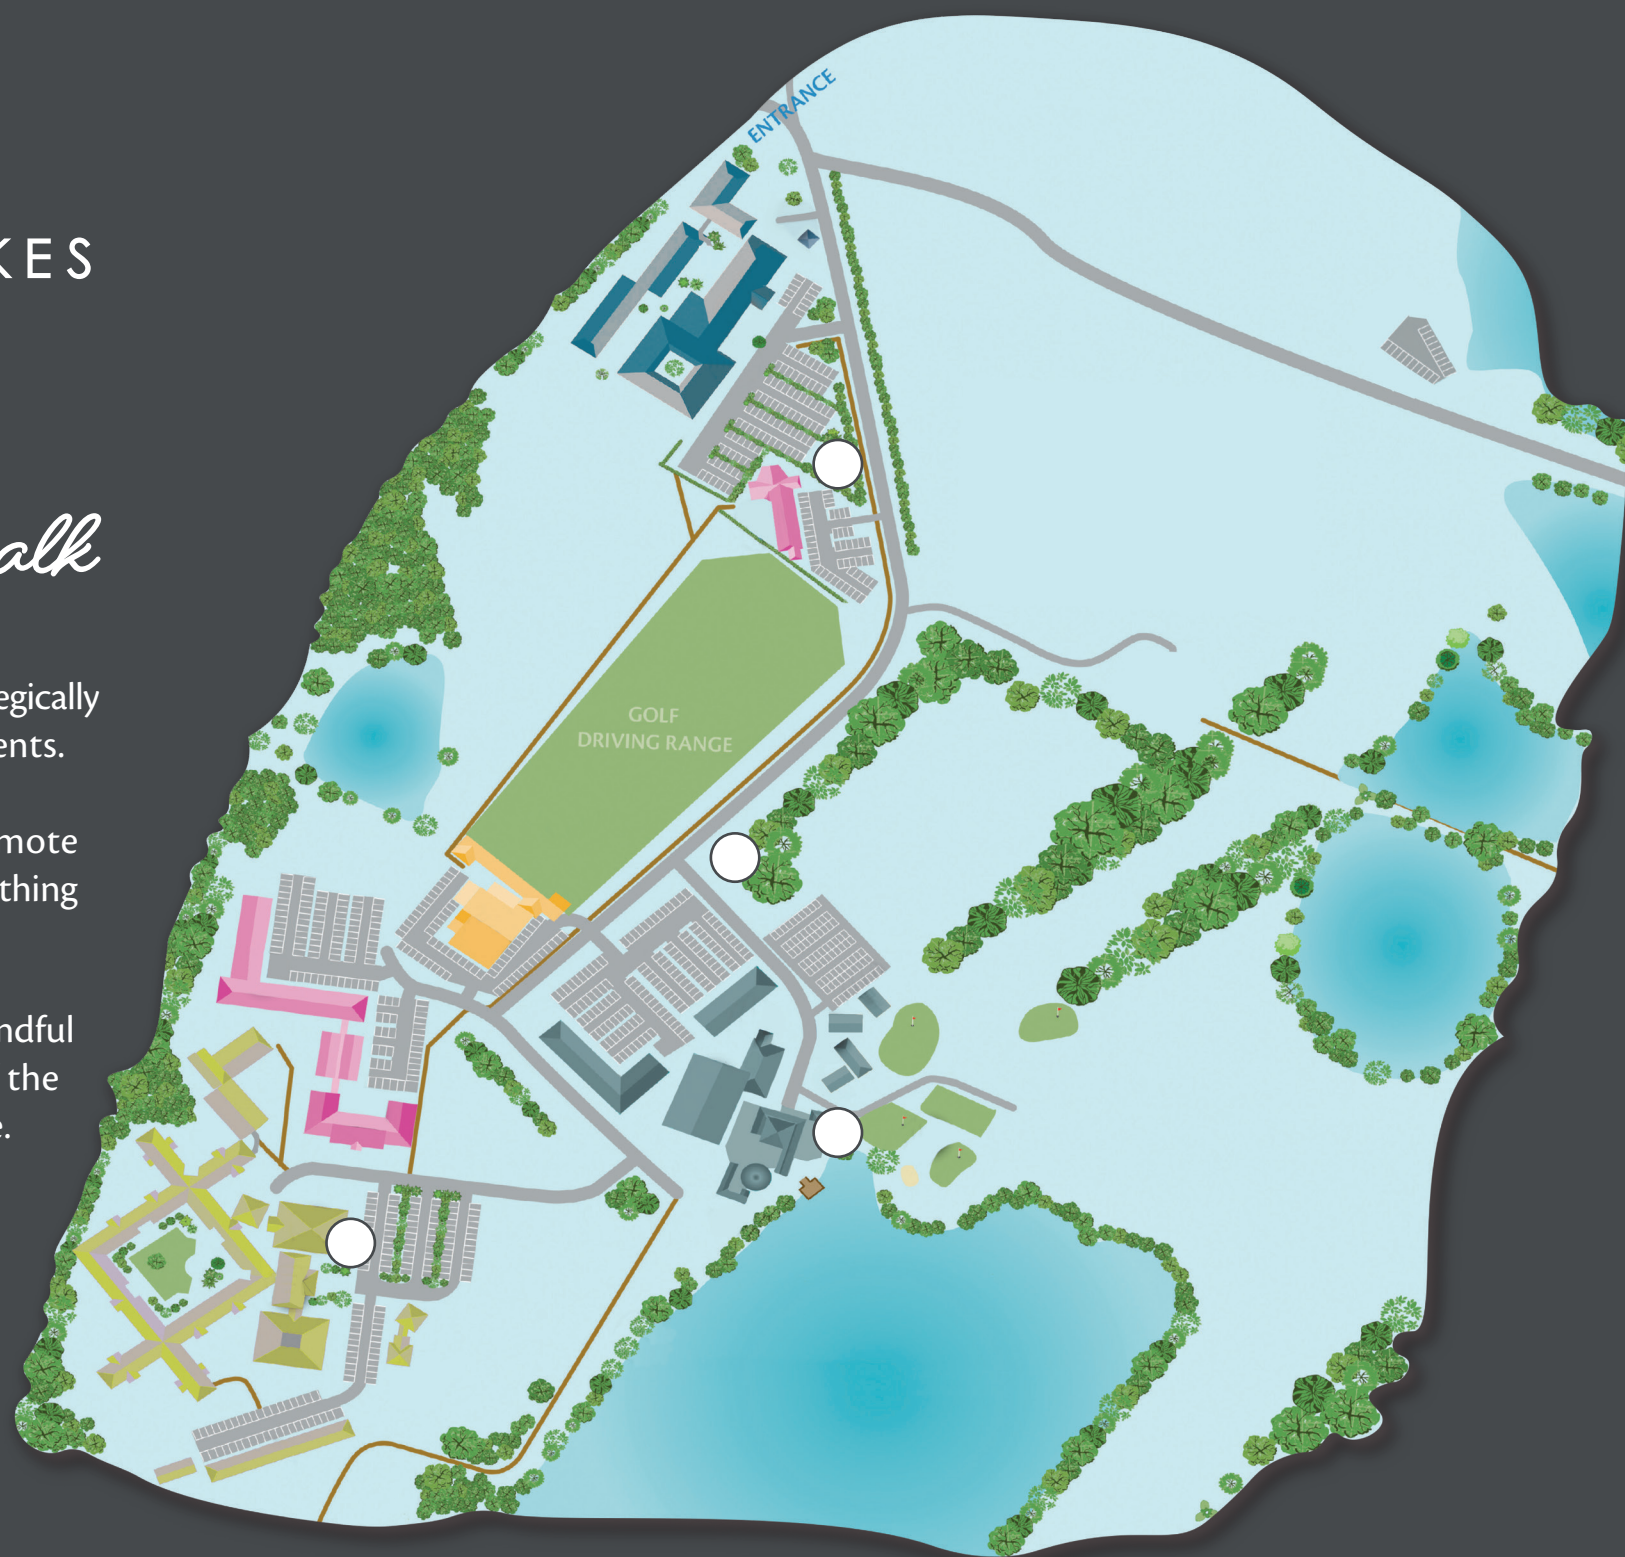 KES
alk
egically
ents.
mote
thing
ndful
the
e.
ENTRANCE
GOLF
DRIVING RANGE